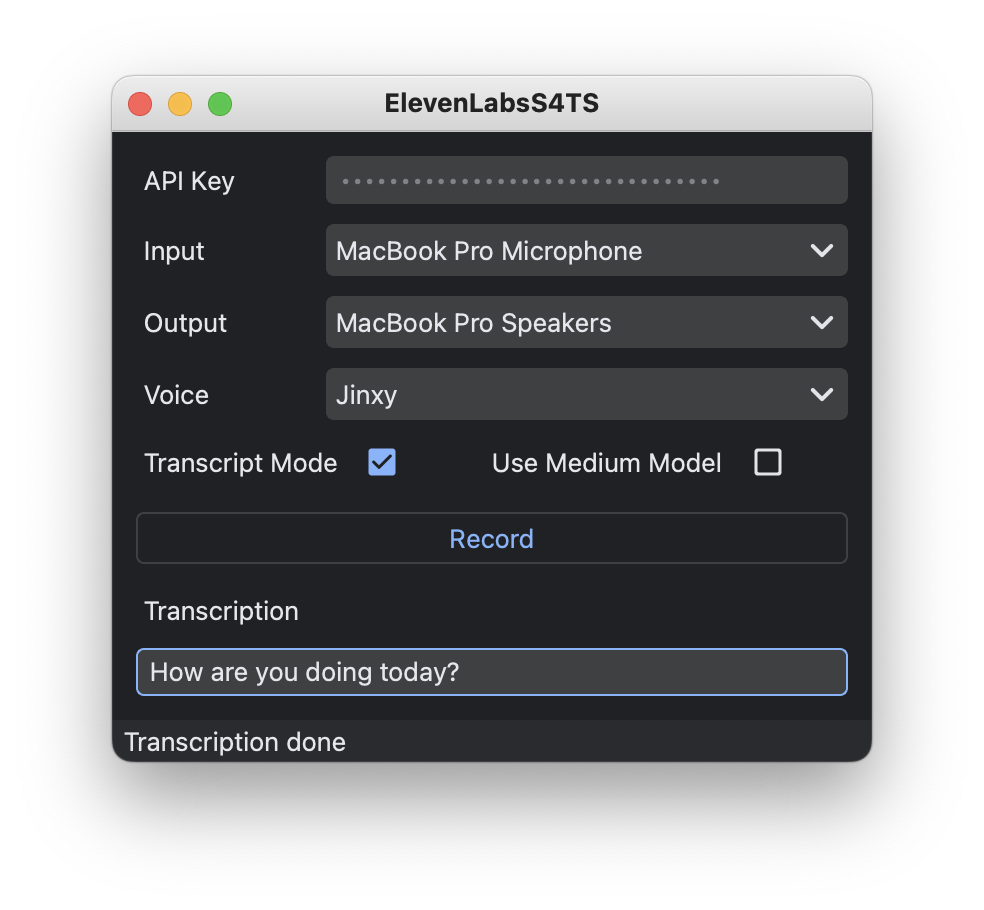 ElevenLabsS4TS
API Key
Input MacBook Pro Microphone
Output MacBook Pro Speakers
Voice Jinxy
Transcript Mode Use Medium Model
Record
Transcription
How are you doing today?
Transcription done